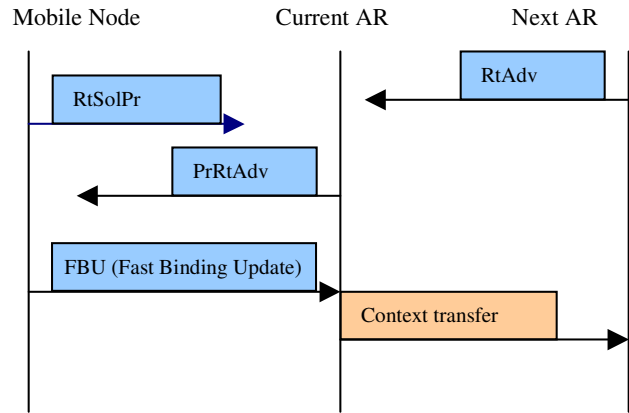 Mobile Node Current AR Next AR
RtAdv
RtSolPr
PrRtAdv
FBU (Fast Binding Update)
Context transfer